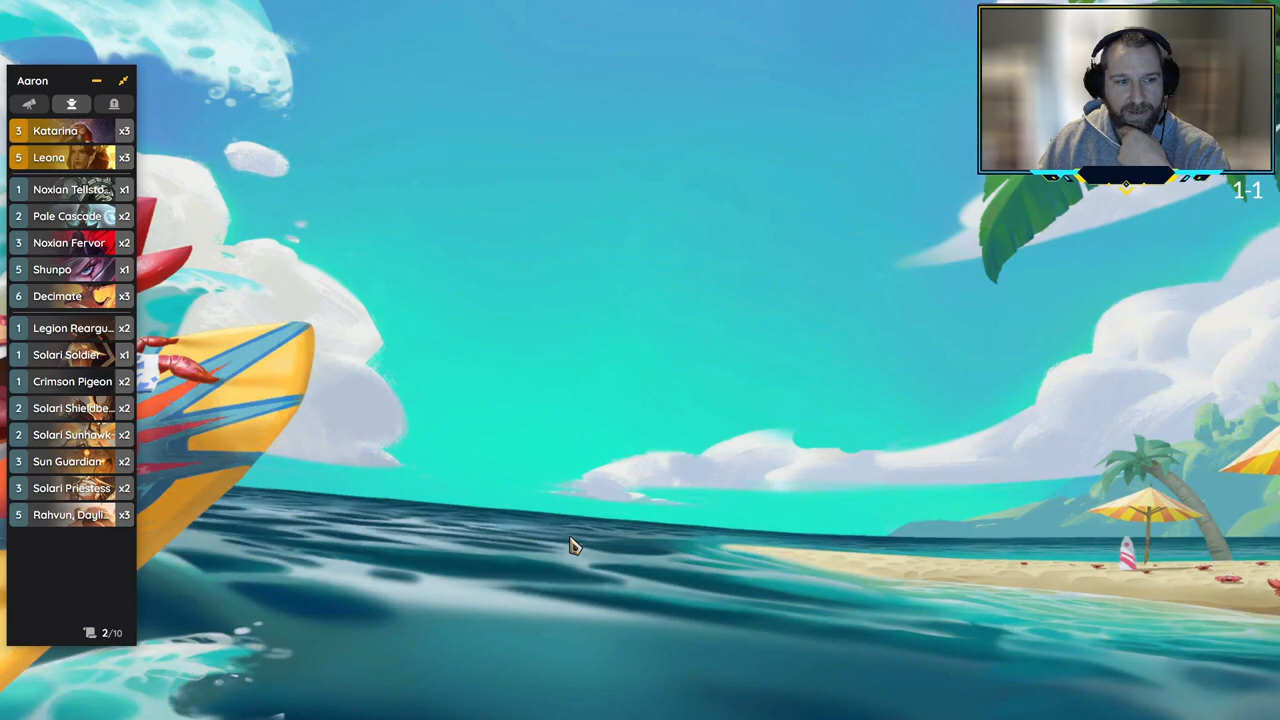 Aaron
3 Katarina x3
5 Leona x3
1 Noxian Tellsto... x1
2 Pale Cascade x2
3 Noxian Fervor x2
5 Shunpo x1
6 Decimate x3
1 Legion Reargu... x2
1 Solari Soldier x1
1 Crimson Pigeon x2
2 Solari Shieldbe... x2
2 Solari Sunhawk x2
3 Sun Guardian x2
3 Solari Priestess x2
5 Rahvun, Dayli... x3
2/10
1-1